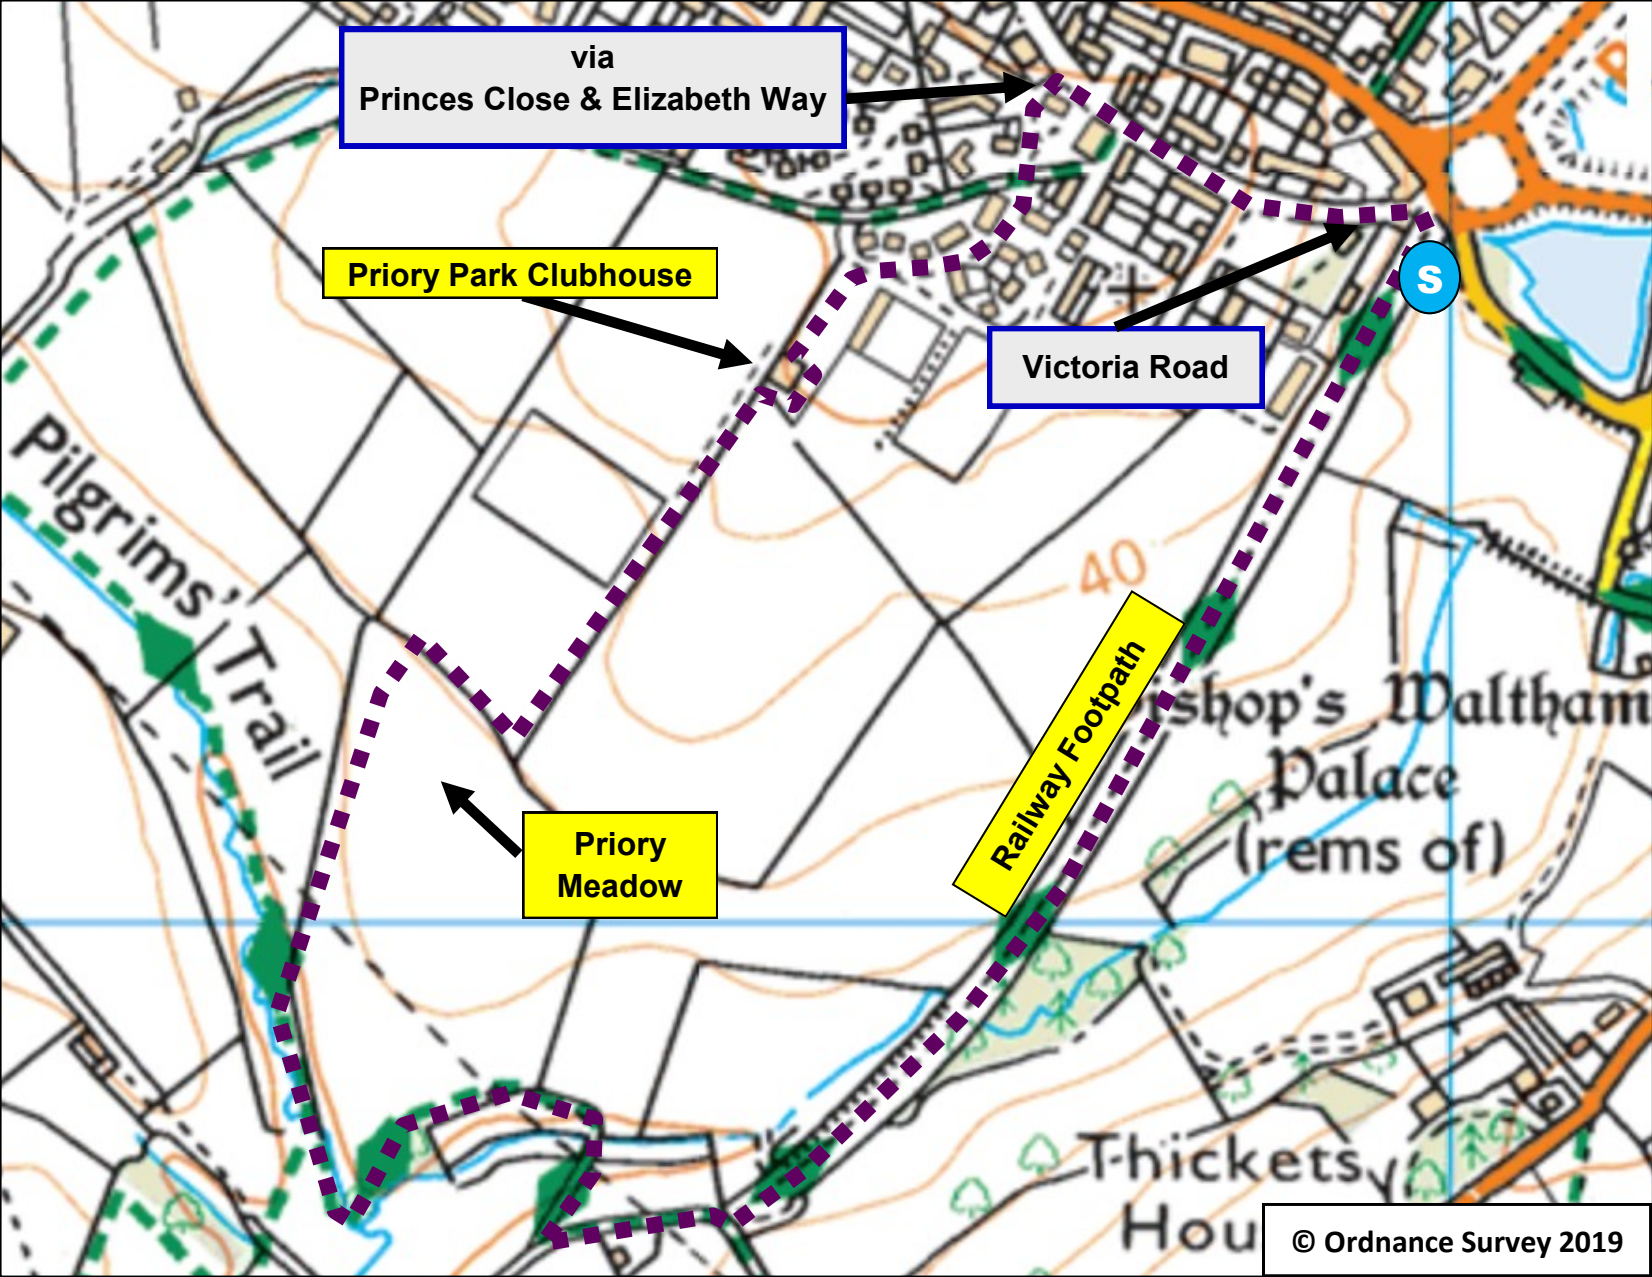 via
Princes Close & Elizabeth Way
Priory Park Clubhouse
S
Victoria Road
Pilgrims' Trail
40
Railway Footpath
ishop's Waltham
Palace
(rems of)
Priory
Meadow
Thickets
Hou
© Ordnance Survey 2019